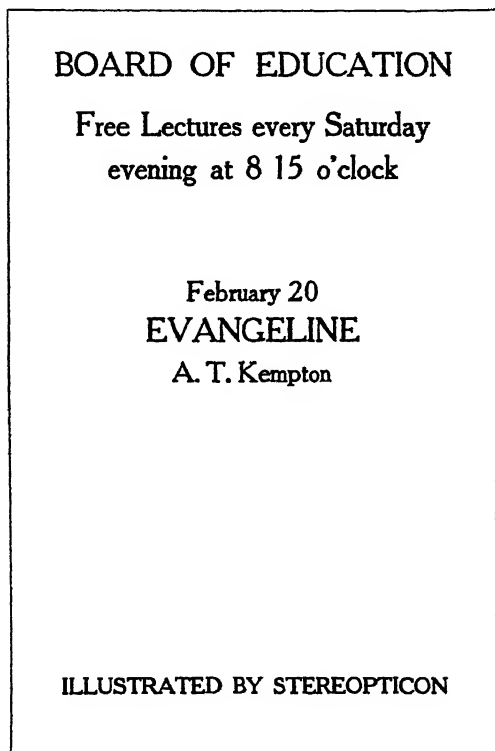 BOARD OF EDUCATION
Free Lectures every Saturday
evening at 8 15 o'clock
February 20
EVANGELINE
A. T. Kempton
ILLUSTRATED BY STEREOPTICON